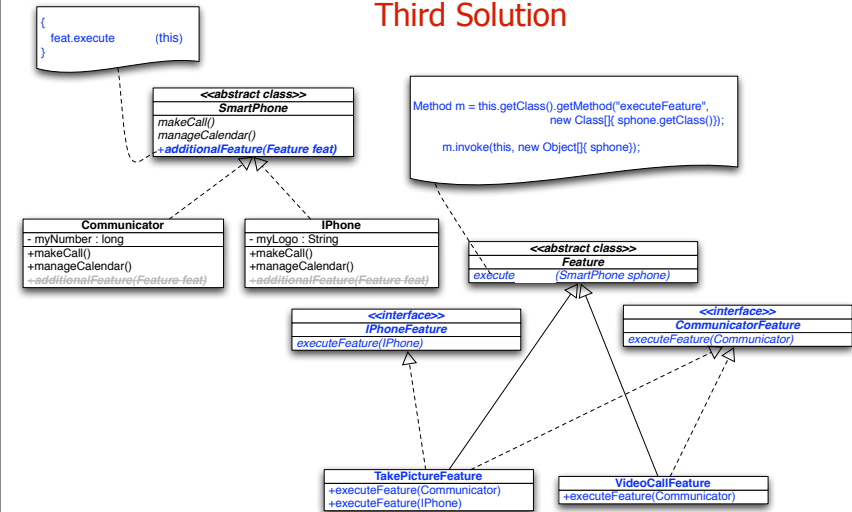 Third Solution
{
feat.execute (this)
}
<<abstract class>>
SmartPhone
makeCall()
manageCalendar()
+additionalFeature(Feature feat)
Method m = this.getClass().getMethod("executeFeature",
new Class[]{ sphone.getClass()});
m.invoke(this, new Object[]{ sphone});
Communicator
- myNumber : long
+makeCall()
+manageCalendar()
+additionalFeature(Feature feat)
IPhone
- myLogo : String
+makeCall()
+manageCalendar()
+additionalFeature(Feature feat)
<<abstract class>>
Feature
execute (SmartPhone sphone)
<<interface>>
IPhoneFeature
executeFeature(IPhone)
<<interface>>
CommunicatorFeature
executeFeature(Communicator)
TakePictureFeature
+executeFeature(Communicator)
+executeFeature(IPhone)
VideoCallFeature
+executeFeature(Communicator)